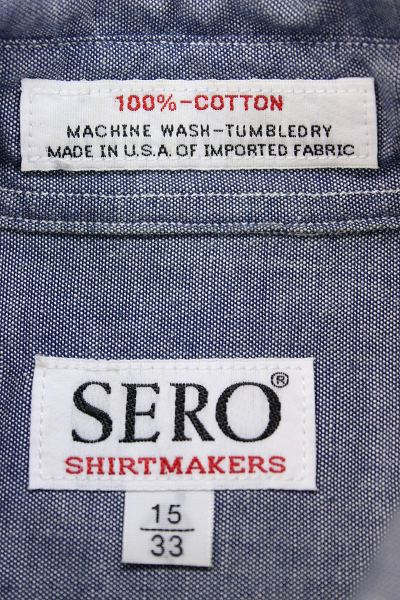 100%-COTTON
MACHINE WASH-TUMBLEDRY
MADE IN U.S.A. OF IMPORTED FABRIC
SERO®
SHIRTMAKERS
15
33